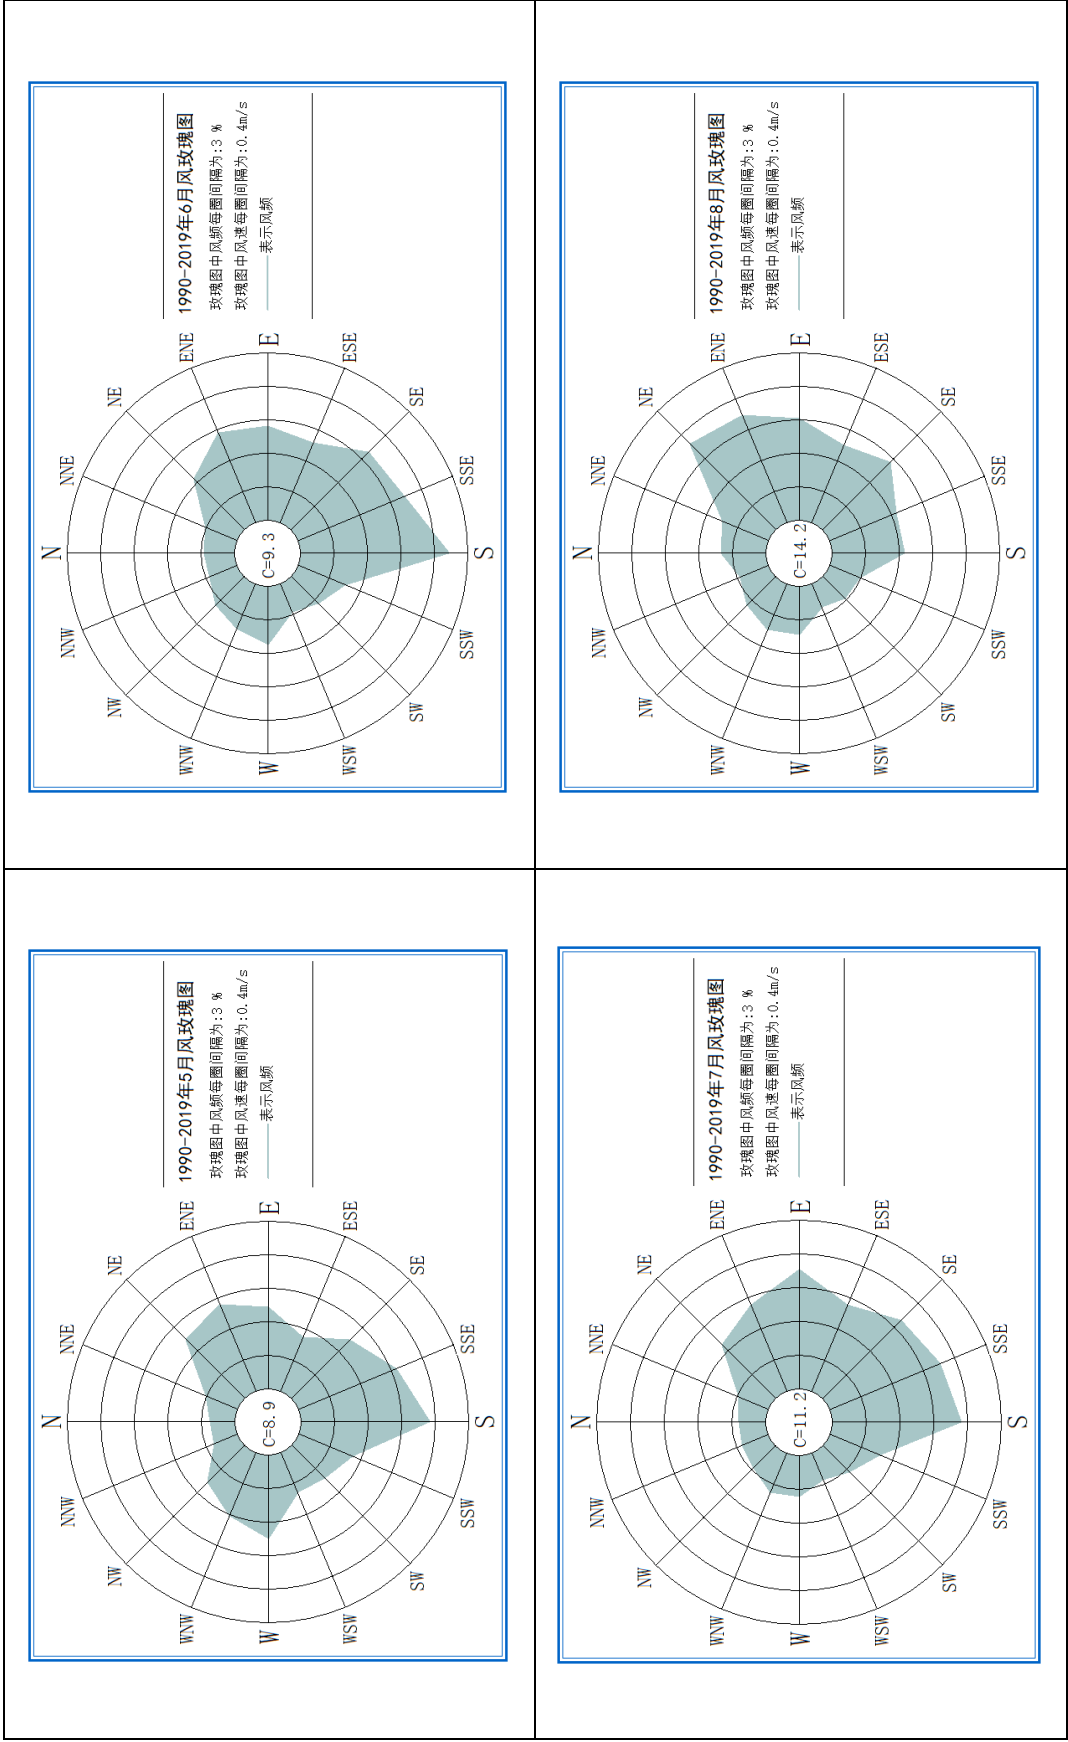 1990-2019年5月风玫瑰图
玫瑰图中风频每圈间隔为:3 %
玫瑰图中风速每圈间隔为:0.4m/s
表示风频
N
NNE
NE
ENE
E
ESE
SE
SSE
S
SSW
SW
WSW
W
WNW
NW
NNW
C=8.9
1990-2019年6月风玫瑰图
玫瑰图中风频每圈间隔为:3 %
玫瑰图中风速每圈间隔为:0.4m/s
表示风频
N
NNE
NE
ENE
E
ESE
SE
SSE
S
SSW
SW
WSW
W
WNW
NW
NNW
C=9.3
1990-2019年7月风玫瑰图
玫瑰图中风频每圈间隔为:3 %
玫瑰图中风速每圈间隔为:0.4m/s
表示风频
N
NNE
NE
ENE
E
ESE
SE
SSE
S
SSW
SW
WSW
W
WNW
NW
NNW
C=11.2
1990-2019年8月风玫瑰图
玫瑰图中风频每圈间隔为:3 %
玫瑰图中风速每圈间隔为:0.4m/s
表示风频
N
NNE
NE
ENE
E
ESE
SE
SSE
S
SSW
SW
WSW
W
WNW
NW
NNW
C=14.2